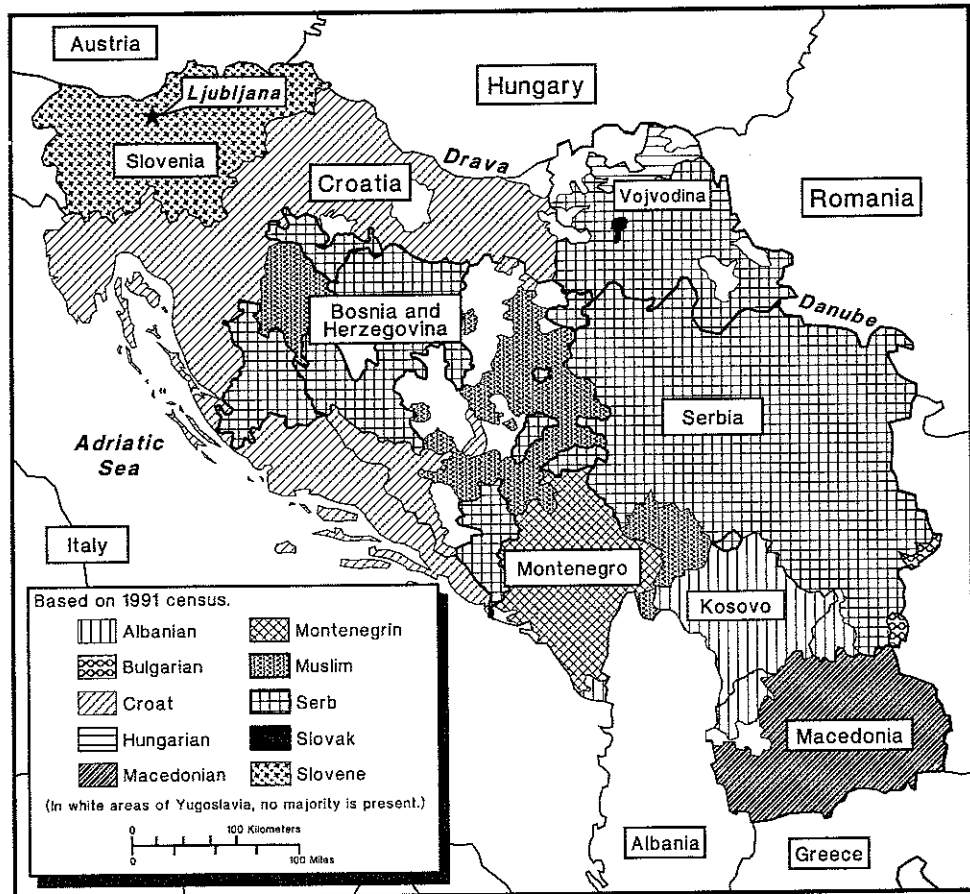 Austria
Ljubljana
Hungary
Slovenia
Drava
Croatia
Vojvodina
Romania
Bosnia and
Herzegovina
Danube
Serbia
Adriatic
Sea
Italy
Montenegro
Kosovo
Macedonia
Albania
Greece
Based on 1991 census.
Albanian
Bulgarian
Croat
Hungarian
Macedonian
Montenegrin
Muslim
Serb
Slovak
Slovene
(In white areas of Yugoslavia, no majority is present.)
0 100 Kilometers
0 100 Miles